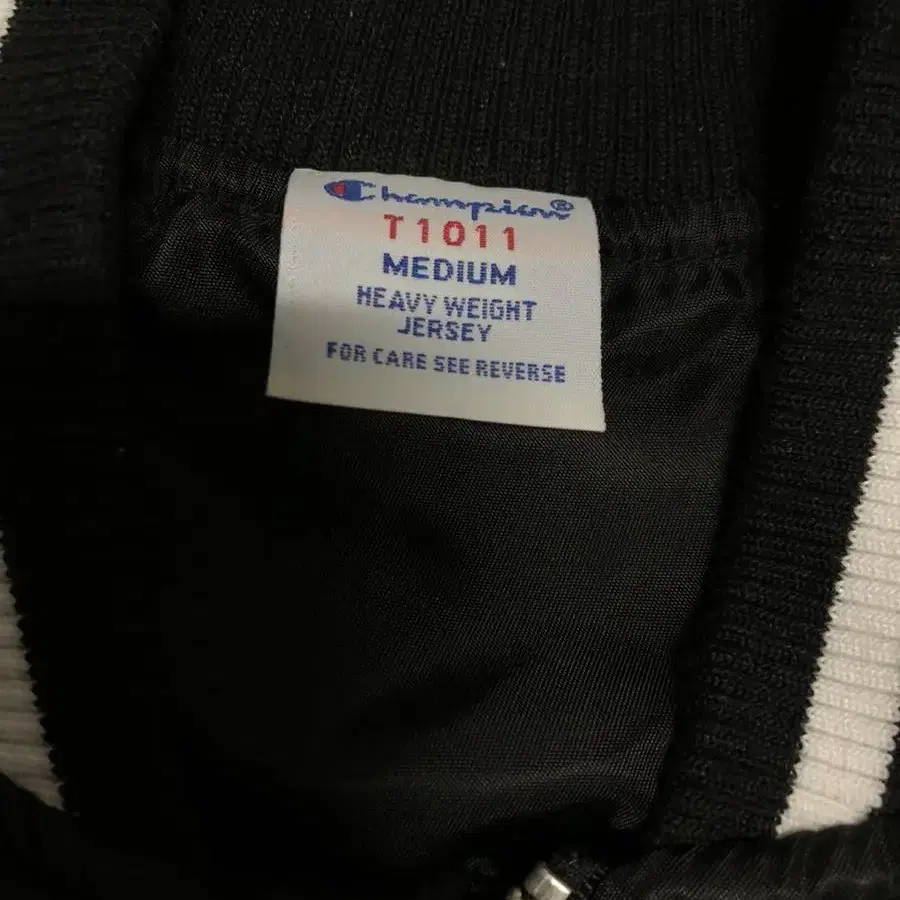 Champion®
T1011
MEDIUM
HEAVY WEIGHT
JERSEY
FOR CARE SEE REVERSE